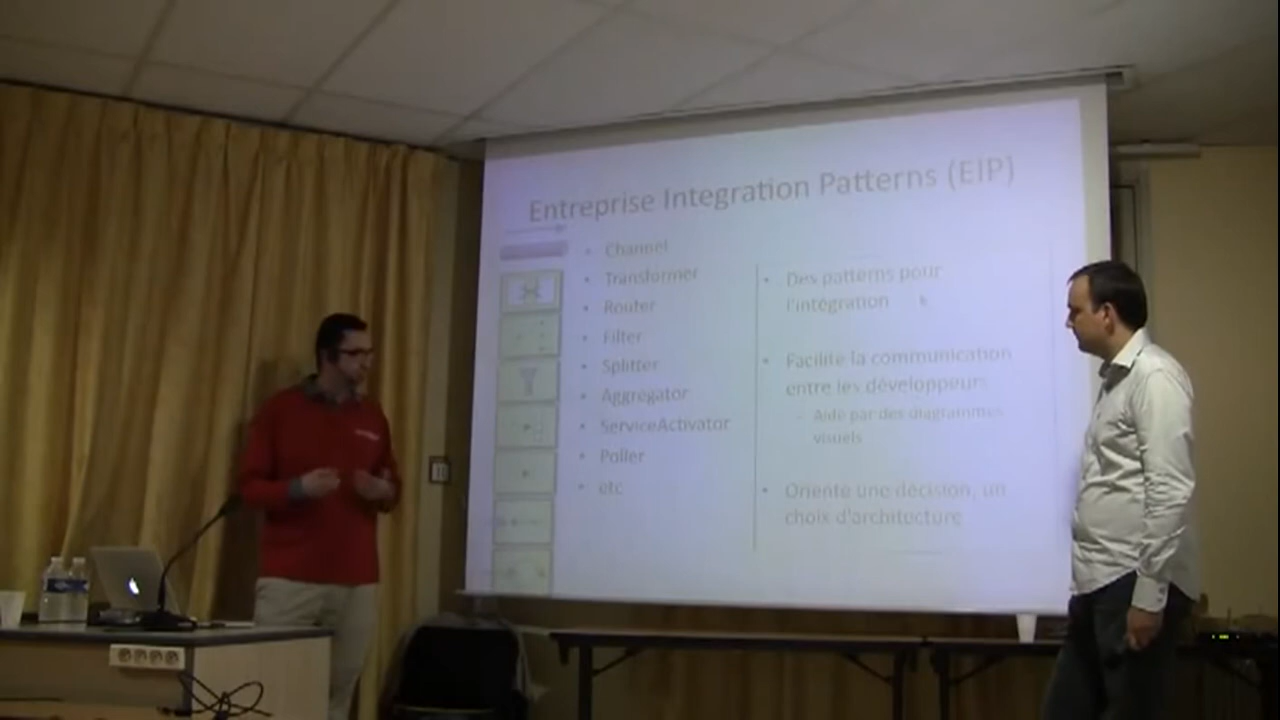 Entreprise Integration Patterns (EIP)
Channel
Transformer
Router
Filter
Splitter
Aggregator
ServiceActivator
Poller
etc
Des patterns pour
l'intégration
Facilite la communication
entre les développeurs
Aidé par des diagrammes
visuels
Oriente une décision, un
choix d'architecture